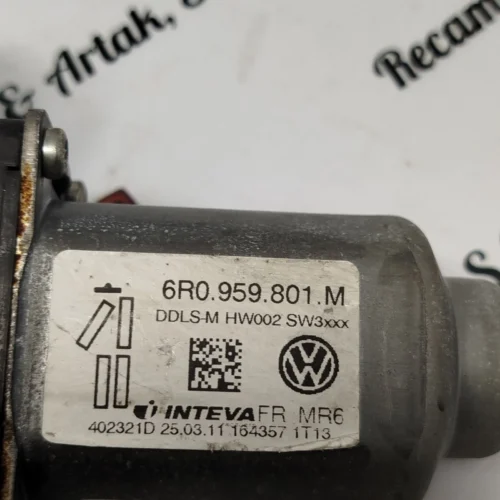 & Artak,
Recam
6R0.959.801.M
DDLS-M HW002 SW3xxx
INTEVA FR MR6
402321D 25.03.11 164357 1T13